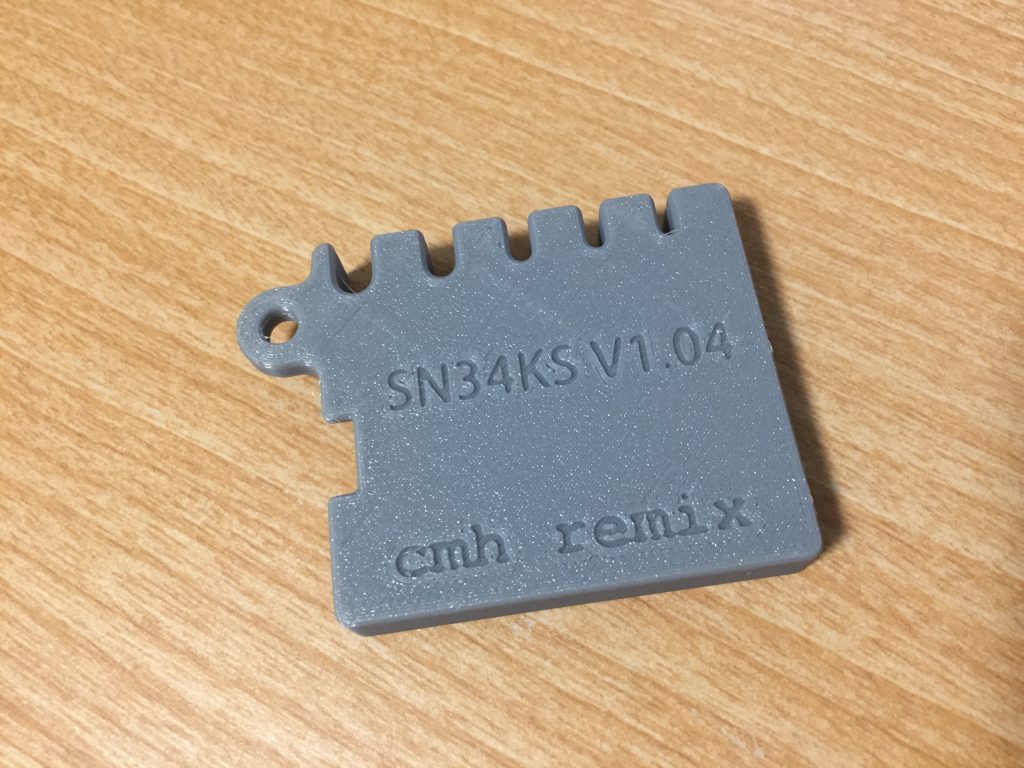 SN34KS V1.04
cmh remix